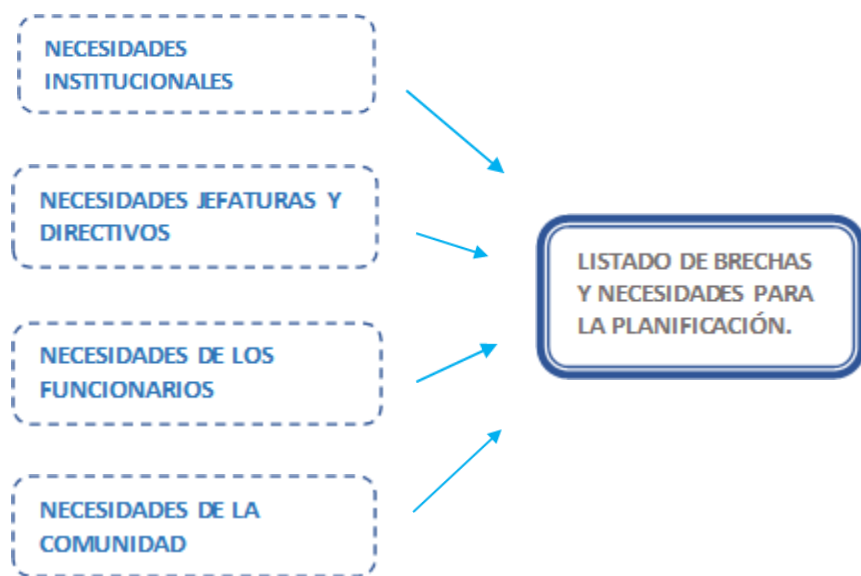 NECESIDADES
INSTITUCIONALES
NECESIDADES JEFATURAS Y
DIRECTIVOS
NECESIDADES DE LOS
FUNCIONARIOS
NECESIDADES DE LA
COMUNIDAD
LISTADO DE BRECHAS
Y NECESIDADES PARA
LA PLANIFICACIÓN.